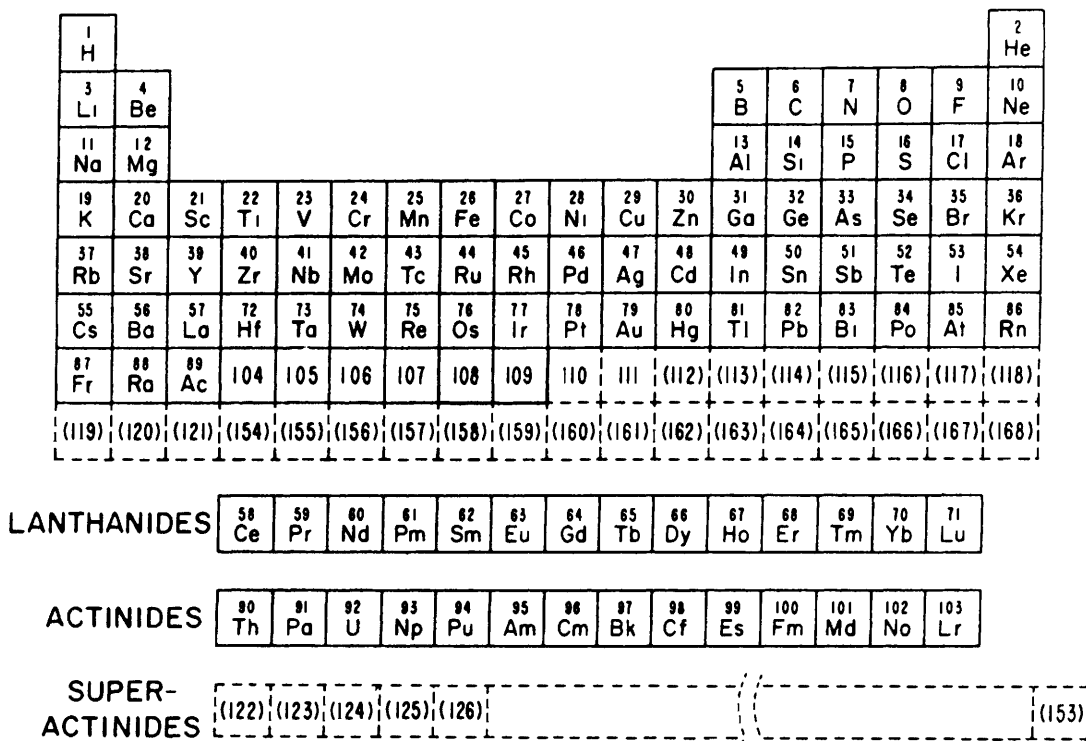 1 2
H He
3 4 5 6 7 8 9 10
Li Be B C N O F Ne
11 12 13 14 15 16 17 18
Na Mg Al Si P S Cl Ar
19 20 21 22 23 24 25 26 27 28 29 30 31 32 33 34 35 36
K Ca Sc Ti V Cr Mn Fe Co Ni Cu Zn Ga Ge As Se Br Kr
37 38 39 40 41 42 43 44 45 46 47 48 49 50 51 52 53 54
Rb Sr Y Zr Nb Mo Tc Ru Rh Pd Ag Cd In Sn Sb Te I Xe
55 56 57 72 73 74 75 76 77 78 79 80 81 82 83 84 85 86
Cs Ba La Hf Ta W Re Os Ir Pt Au Hg Tl Pb Bi Po At Rn
87 88 89
Fr Ra Ac 104 105 106 107 108 109 110 111 (112) (113) (114) (115) (116) (117) (118)
(119) (120) (121) (154) (155) (156) (157) (158) (159) (160) (161) (162) (163) (164) (165) (166) (167) (168)
LANTHANIDES
58 59 60 61 62 63 64 65 66 67 68 69 70 71
Ce Pr Nd Pm Sm Eu Gd Tb Dy Ho Er Tm Yb Lu
ACTINIDES
90 91 92 93 94 95 96 97 98 99 100 101 102 103
Th Pa U Np Pu Am Cm Bk Cf Es Fm Md No Lr
SUPER-
ACTINIDES
(122) (123) (124) (125) (126) (153)